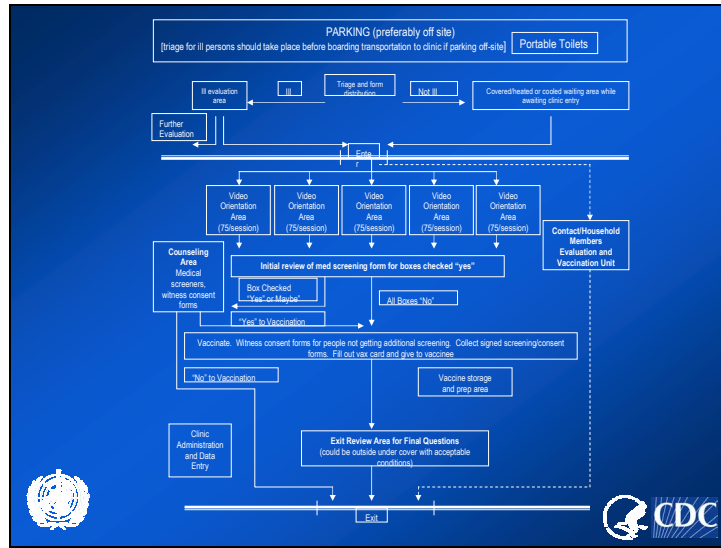 PARKING (preferably off site)
[triage for ill persons should take place before boarding transportation to clinic if parking off-site]
Portable Toilets
Ill evaluation
area
Ill
Triage and form
distribution
Not Ill
Covered/heated or cooled waiting area while
awaiting clinic entry
Further
Evaluation
Ente
r
Video
Orientation
Area
(75/session)
Video
Orientation
Area
(75/session)
Video
Orientation
Area
(75/session)
Video
Orientation
Area
(75/session)
Video
Orientation
Area
(75/session)
Contact/Household
Members
Evaluation and
Vaccination Unit
Counseling
Area
Medical
screeners,
witness consent
forms
Initial review of med screening form for boxes checked “yes”
Box Checked
“Yes” or Maybe”
All Boxes “No”
“Yes” to Vaccination
Vaccinate. Witness consent forms for people not getting additional screening. Collect signed screening/consent
forms. Fill out vax card and give to vaccinee
“No” to Vaccination
Vaccine storage
and prep area
Clinic
Administration
and Data
Entry
Exit Review Area for Final Questions
(could be outside under cover with acceptable
conditions)
Exit
CDC